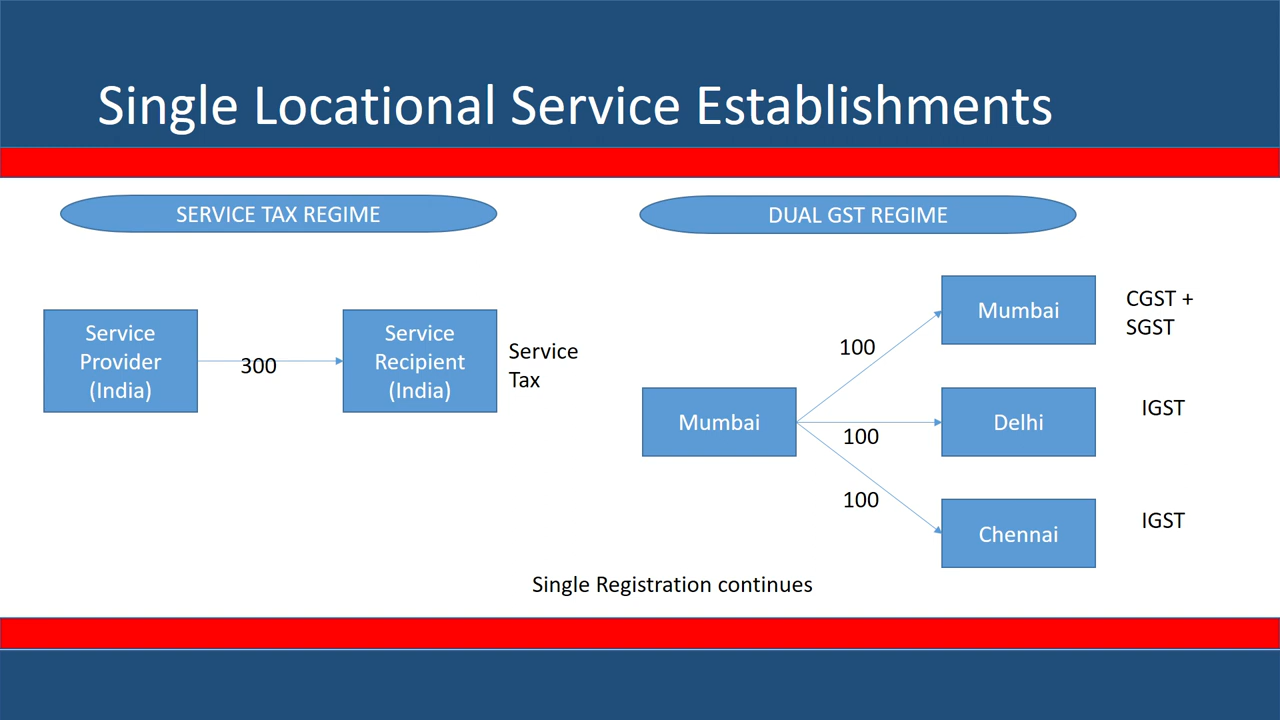 Single Locational Service Establishments
SERVICE TAX REGIME
Service
Provider
(India)
300
Service
Recipient
(India)
Service
Tax
DUAL GST REGIME
Mumbai
100
100
100
Mumbai
CGST +
SGST
Delhi
IGST
Chennai
IGST
Single Registration continues